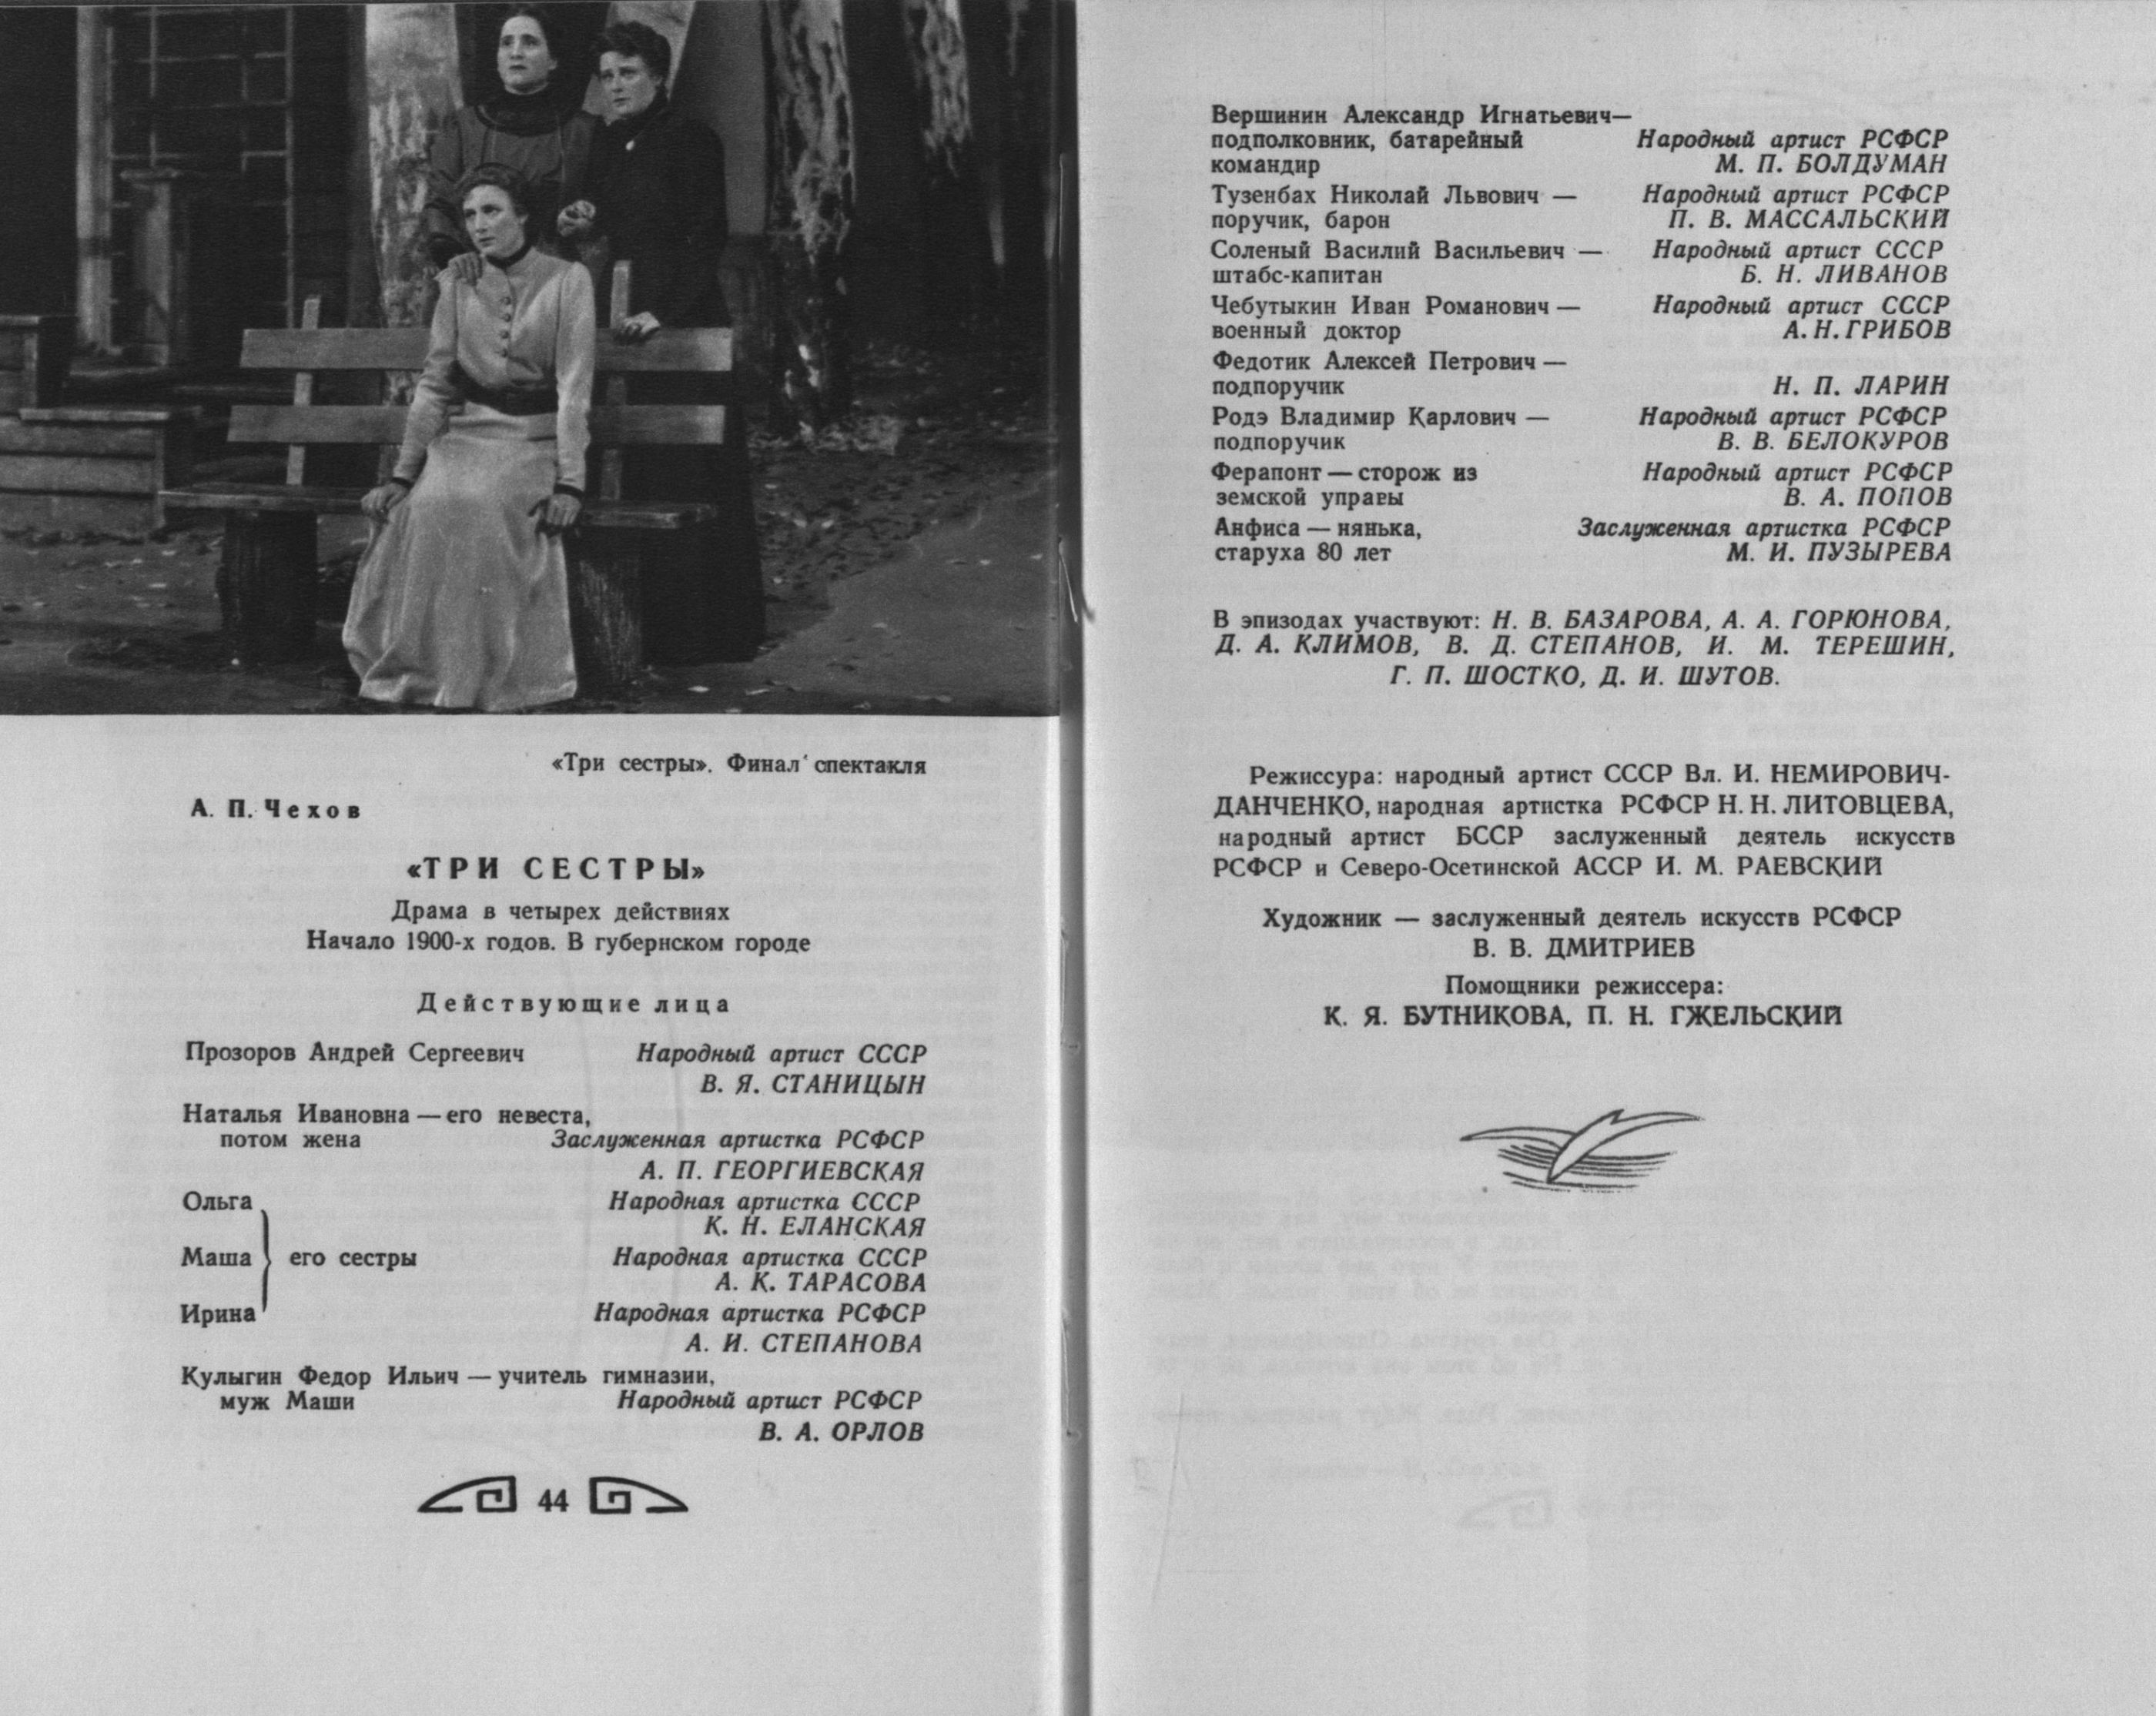 «Три сестры». Финал спектакля
А. П. Чехов
«ТРИ СЕСТРЫ»
Драма в четырех действиях
Начало 1900-х годов. В губернском городе
Действующие лица
Прозоров Андрей Сергеевич Народный артист СССР
В. Я. СТАНИЦЫН
Наталья Ивановна — его невеста,
потом жена Заслуженная артистка РСФСР
А. П. ГЕОРГИЕВСКАЯ
Ольга Народная артистка СССР
К. Н. ЕЛАНСКАЯ
Маша его сестры Народная артистка СССР
А. К. ТАРАСОВА
Ирина Народная артистка РСФСР
А. И. СТЕПАНОВА
Кулыгин Федор Ильич — учитель гимназии,
муж Маши Народный артист РСФСР
В. А. ОРЛОВ
44
Вершинин Александр Игнатьевич—
подполковник, батарейный Народный артист РСФСР
командир М. П. БОЛДУМАН
Тузенбах Николай Львович — Народный артист РСФСР
поручик, барон П. В. МАССАЛЬСКИЙ
Соленый Василий Васильевич — Народный артист СССР
штабс-капитан Б. Н. ЛИВАНОВ
Чебутыкин Иван Романович — Народный артист СССР
военный доктор А. Н. ГРИБОВ
Федотик Алексей Петрович —
подпоручик Н. П. ЛАРИН
Родэ Владимир Карлович — Народный артист РСФСР
подпоручик В. В. БЕЛОКУРОВ
Ферапонт — сторож из Народный артист РСФСР
земской управы В. А. ПОПОВ
Анфиса — нянька, Заслуженная артистка РСФСР
старуха 80 лет М. И. ПУЗЫРЕВА
В эпизодах участвуют: Н. В. БАЗАРОВА, А. А. ГОРЮНОВА,
Д. А. КЛИМОВ, В. Д. СТЕПАНОВ, И. М. ТЕРЕШИН,
Г. П. ШОСТКО, Д. И. ШУТОВ.
Режиссура: народный артист СССР Вл. И. НЕМИРОВИЧ-
ДАНЧЕНКО, народная артистка РСФСР Н. Н. ЛИТОВЦЕВА,
народный артист БССР заслуженный деятель искусств
РСФСР и Северо-Осетинской АССР И. М. РАЕВСКИЙ
Художник — заслуженный деятель искусств РСФСР
В. В. ДМИТРИЕВ
Помощники режиссера:
К. Я. БУТНИКОВА, П. Н. ГЖЕЛЬСКИЙ